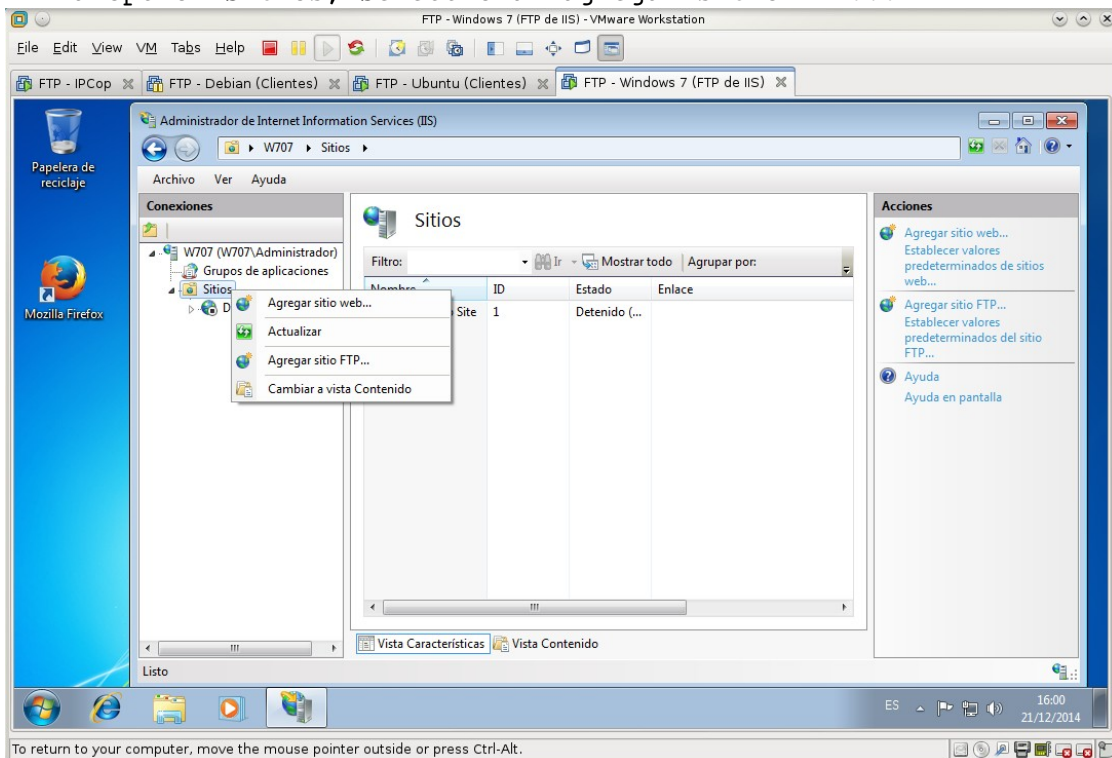 FTP - Windows 7 (FTP de IIS) - VMware Workstation
File Edit View VM Tabs Help
FTP - IPCop FTP - Debian (Clientes) FTP - Ubuntu (Clientes) FTP - Windows 7 (FTP de IIS)
Papelera de
reciclaje
Mozilla Firefox
Administrador de Internet Information Services (IIS)
W707 Sitios
Archivo Ver Ayuda
Conexiones
W707 (W707\Administrador)
Grupos de aplicaciones
Sitios
D
Agregar sitio web...
Actualizar
Agregar sitio FTP...
Cambiar a vista Contenido
Sitios
Filtro: Ir Mostrar todo Agrupar por:
Nombre ID Estado Enlace
Site 1 Detenido (...
Vista Características Vista Contenido
Acciones
Agregar sitio web...
Establecer valores
predeterminados de sitios
web...
Agregar sitio FTP...
Establecer valores
predeterminados del sitio
FTP...
Ayuda
Ayuda en pantalla
Listo
ES 16:00
21/12/2014
To return to your computer, move the mouse pointer outside or press Ctrl-Alt.